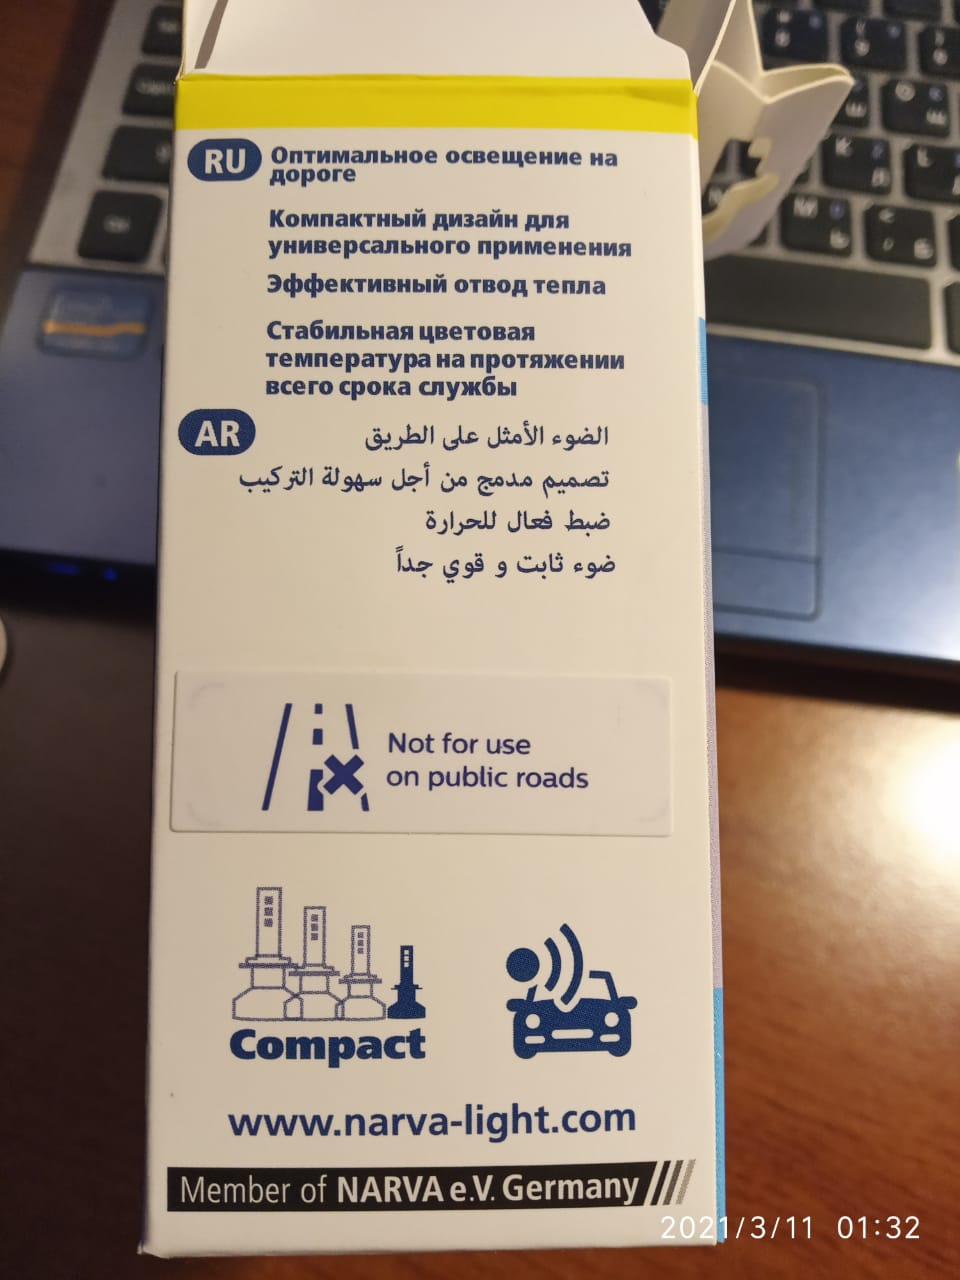 RU
Оптимальное освещение на
дороге
Компактный дизайн для
универсального применения
Эффективный отвод тепла
Стабильная цветовая
температура на протяжении
всего срока службы
AR
الضوء الأمثل على الطريق
تصميم مدمج من أجل سهولة التركيب
ضبط فعال للحرارة
ضوء ثابت و قوي جداً
Not for use
on public roads
Compact
www.narva-light.com
Member of NARVA e.V. Germany
2021/3/11 01:32